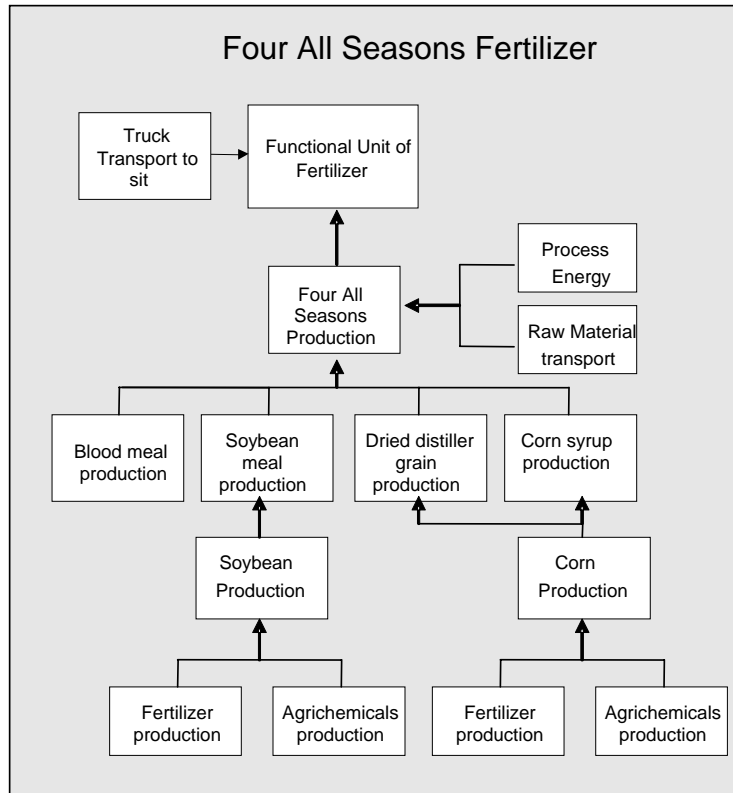 Four All Seasons Fertilizer
Truck
Transport to
sit
Functional Unit of
Fertilizer
Process
Energy
Four All
Seasons
Production
Raw Material
transport
Blood meal
production
Soybean
meal
production
Dried distiller
grain
production
Corn syrup
production
Soybean
Production
Corn
Production
Fertilizer
production
Agrichemicals
production
Fertilizer
production
Agrichemicals
production